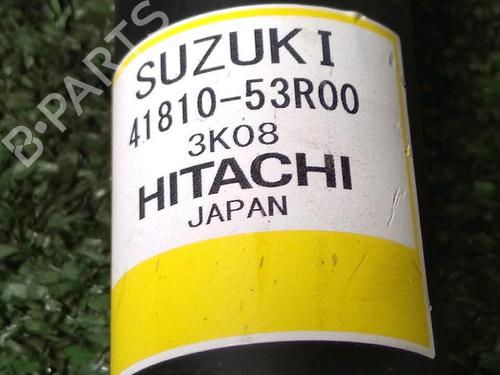 SUZUKI
41810-53R00
3K08
HITACHI
JAPAN
B-PARTS